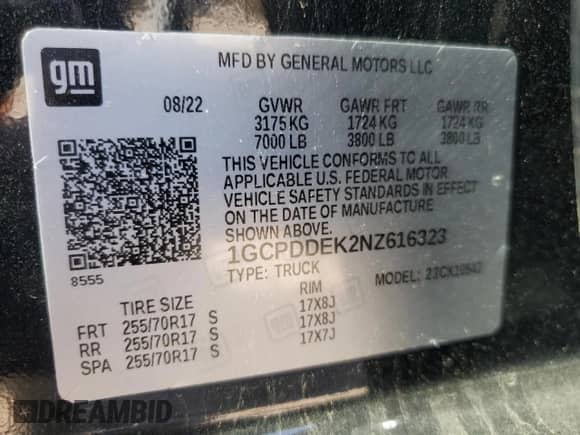 gm
MFD BY GENERAL MOTORS LLC
08/22 GVWR GAWR FRT GAWR RR
3175 KG 1724 KG 1724 KG
7000 LB 3800 LB 3800 LB
THIS VEHICLE CONFORMS TO ALL
APPLICABLE U.S. FEDERAL MOTOR
VEHICLE SAFETY STANDARDS IN EFFECT
ON THE DATE OF MANUFACTURE
SHOWN ABOVE.
1GCPDDEK2NZ616323
8555 TYPE: TRUCK MODEL:
TIRE SIZE RIM
FRT 255/70R17 S 17X8J
RR 255/70R17 S 17X8J
SPA 255/70R17 S 17X7J
DREAMBID